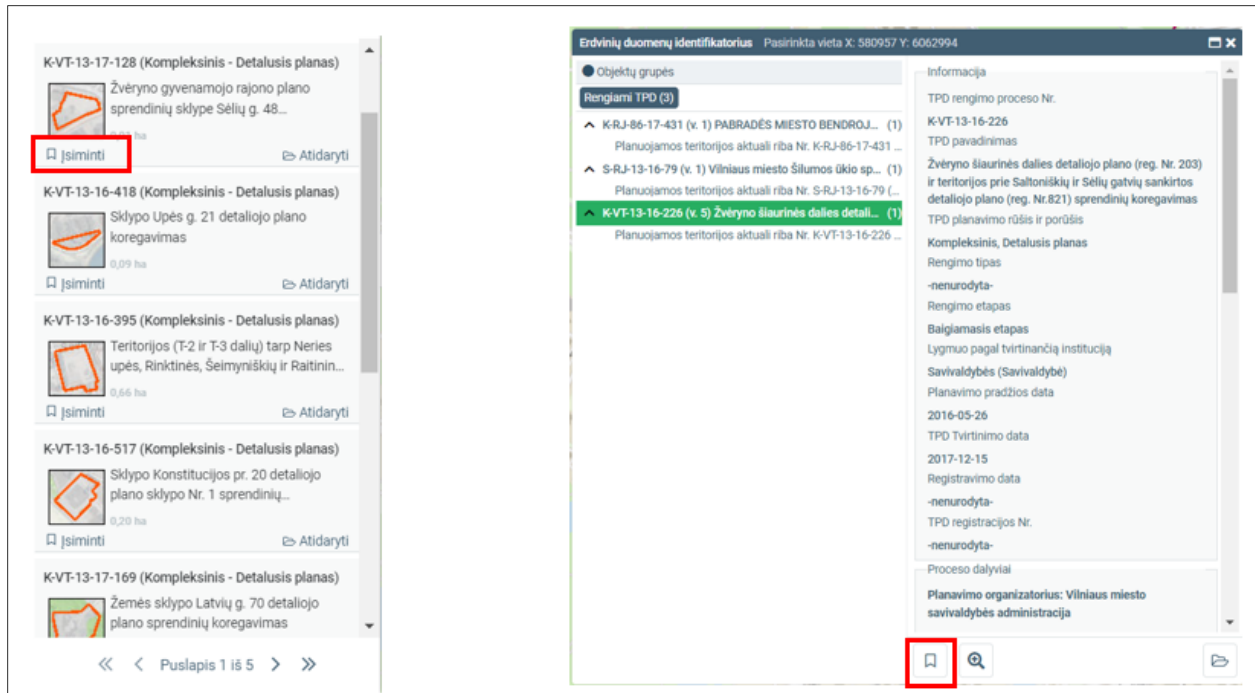 K-VT-13-17-128 (Kompleksinis - Detalusis planas)
Žvėryno gyvenamojo rajono plano
sprendinių sklype Sėlių g. 48...
ha
Įsiminti
Atidaryti
K-VT-13-16-418 (Kompleksinis - Detalusis planas)
Sklypo Upės g. 21 detaliojo plano
koregavimas
0,09 ha
Įsiminti
Atidaryti
K-VT-13-16-395 (Kompleksinis - Detalusis planas)
Teritorijos (T-2 ir T-3 dalių) tarp Neries
upės, Rinktinės, Šeimyniškių ir Raitinin...
0,66 ha
Įsiminti
Atidaryti
K-VT-13-16-517 (Kompleksinis - Detalusis planas)
Sklypo Konstitucijos pr. 20 detaliojo
plano sklypo Nr. 1 sprendinių...
0,20 ha
Įsiminti
Atidaryti
K-VT-13-17-169 (Kompleksinis - Detalusis planas)
Žemės sklypo Latvių g. 70 detaliojo
plano sprendinių koregavimas
Puslapis 1 iš 5
Erdvinių duomenų identifikatorius Pasirinkta vieta X: 580957 Y: 6062994
Objektų grupės
Rengiami TPD (3)
K-RJ-86-17-431 (v. 1) PABRADĖS MIESTO BENDROJ... (1)
Planuojamos teritorijos aktuali riba Nr. K-RJ-86-17-431 ...
S-RJ-13-16-79 (v. 1) Vilniaus miesto Šilumos ūkio sp... (1)
Planuojamos teritorijos aktuali riba Nr. S-RJ-13-16-79 (...
K-VT-13-16-226 (v. 5) Žvėryno šiaurinės dalies detali... (1)
Planuojamos teritorijos aktuali riba Nr. K-VT-13-16-226 ...
Informacija
TPD rengimo proceso Nr.
K-VT-13-16-226
TPD pavadinimas
Žvėryno šiaurinės dalies detaliojo plano (reg. Nr. 203)
ir teritorijos prie Saltoniškių ir Sėlių gatvių sankirtos
detaliojo plano (reg. Nr.821) sprendinių koregavimas
TPD planavimo rūšis ir porūšis
Kompleksinis, Detalusis planas
Rengimo tipas
-nenurodyta-
Rengimo etapas
Baigiamasis etapas
Lygmuo pagal tvirtinančią instituciją
Savivaldybės (Savivaldybė)
Planavimo pradžios data
2016-05-26
TPD Tvirtinimo data
2017-12-15
Registravimo data
-nenurodyta-
TPD registracijos Nr.
-nenurodyta-
Proceso dalyviai
Planavimo organizatorius: Vilniaus miesto
savivaldybės administracija